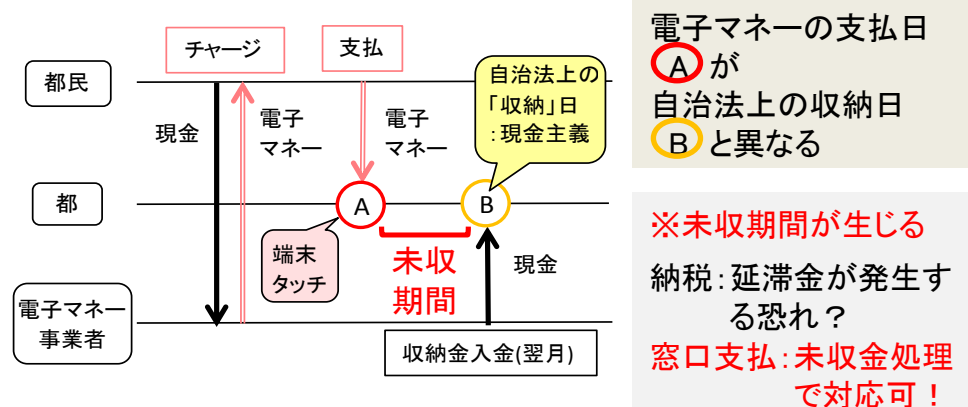 チャージ
支払
都民
現金
電子
マネー
電子
マネー
自治法上の
「収納」日
：現金主義
都
A
B
端末
タッチ
未収
期間
現金
電子マネー
事業者
収納金入金(翌月)
電子マネーの支払日
A が
自治法上の収納日
B と異なる
※未収期間が生じる
納税：延滞金が発生す
る恐れ？
窓口支払：未収金処理
で対応可！